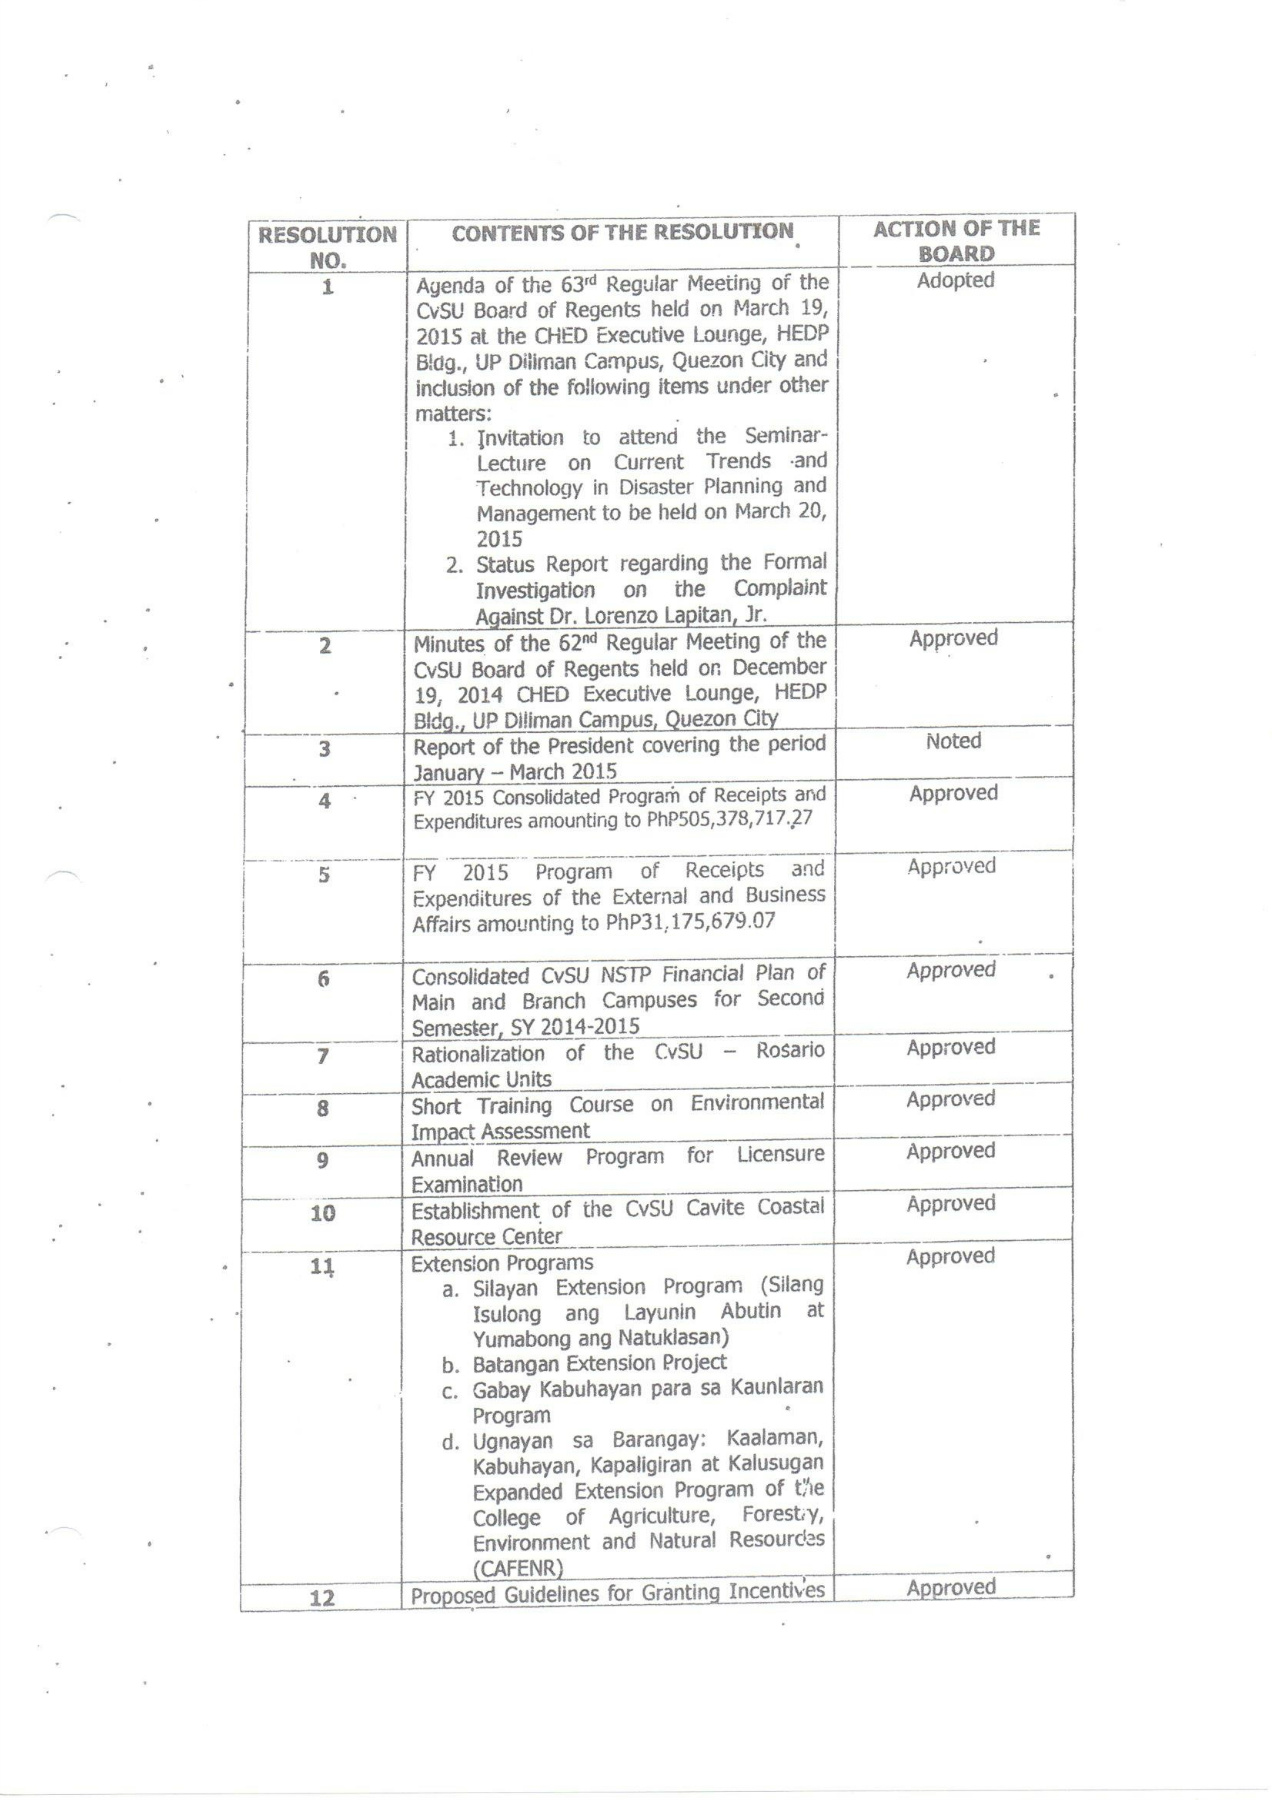 RESOLUTION NO.
CONTENTS OF THE RESOLUTION
ACTION OF THE BOARD
1
Agenda of the 63rd Regular Meeting of the
CvSU Board of Regents held on March 19,
2015 at the CHED Executive Lounge, HEDP
Bldg., UP Diliman Campus, Quezon City and
inclusion of the following items under other
matters:
1. Invitation to attend the Seminar-
Lecture on Current Trends and
Technology in Disaster Planning and
Management to be held on March 20,
2015
2. Status Report regarding the Formal
Investigation on the Complaint
Against Dr. Lorenzo Lapitan, Jr.
Adopted
2
Minutes of the 62nd Regular Meeting of the
CvSU Board of Regents held on December
19, 2014 CHED Executive Lounge, HEDP
Bldg., UP Diliman Campus, Quezon City
Approved
3
Report of the President covering the period
January – March 2015
Noted
4
FY 2015 Consolidated Program of Receipts and
Expenditures amounting to PhP505,378,717.27
Approved
5
FY 2015 Program of Receipts and
Expenditures of the External and Business
Affairs amounting to PhP31,175,679.07
Approved
6
Consolidated CvSU NSTP Financial Plan of
Main and Branch Campuses for Second
Semester, SY 2014-2015
Approved
7
Rationalization of the CvSU – Rosario
Academic Units
Approved
8
Short Training Course on Environmental
Impact Assessment
Approved
9
Annual Review Program for Licensure
Examination
Approved
10
Establishment of the CvSU Cavite Coastal
Resource Center
Approved
11
Extension Programs
a. Silayan Extension Program (Silang
Isulong ang Layunin Abutin at
Yumabong ang Natuklasan)
b. Batangan Extension Project
c. Gabay Kabuhayan para sa Kaunlaran
Program
d. Ugnayan sa Barangay: Kaalaman,
Kabuhayan, Kapaligiran at Kalusugan
Expanded Extension Program of the
College of Agriculture, Forestry,
Environment and Natural Resources
(CAFENR)
Approved
12
Proposed Guidelines for Granting Incentives
Approved